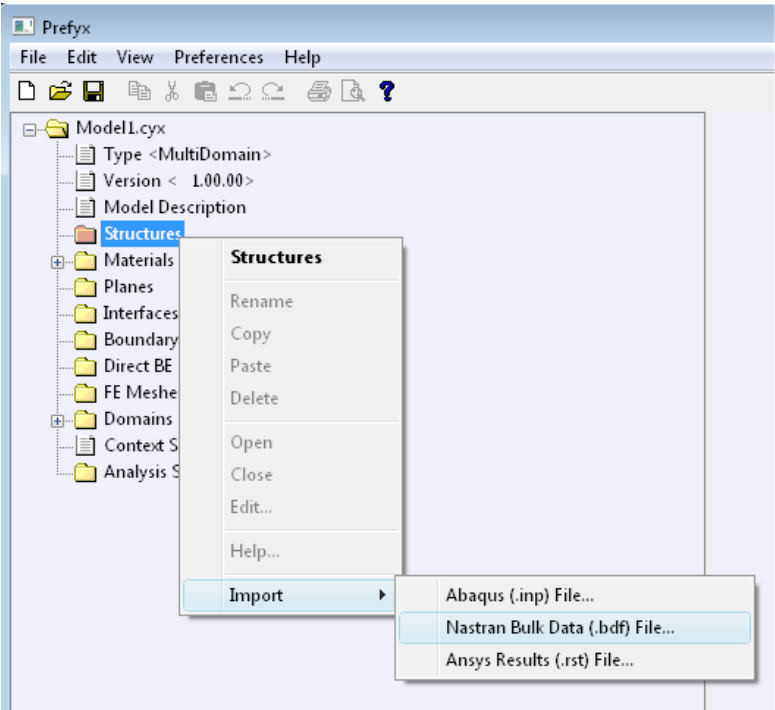 Prefyx
File Edit View Preferences Help
Model1.cyx
Type <MultiDomain>
Version < 1.00.00>
Model Description
Structures
Materials
Planes
Interfaces
Boundary
Direct BE
FE Meshe
Domains
Context S
Analysis S
Structures
Rename
Copy
Paste
Delete
Open
Close
Edit...
Help...
Import
Abaqus (.inp) File...
Nastran Bulk Data (.bdf) File...
Ansys Results (.rst) File...